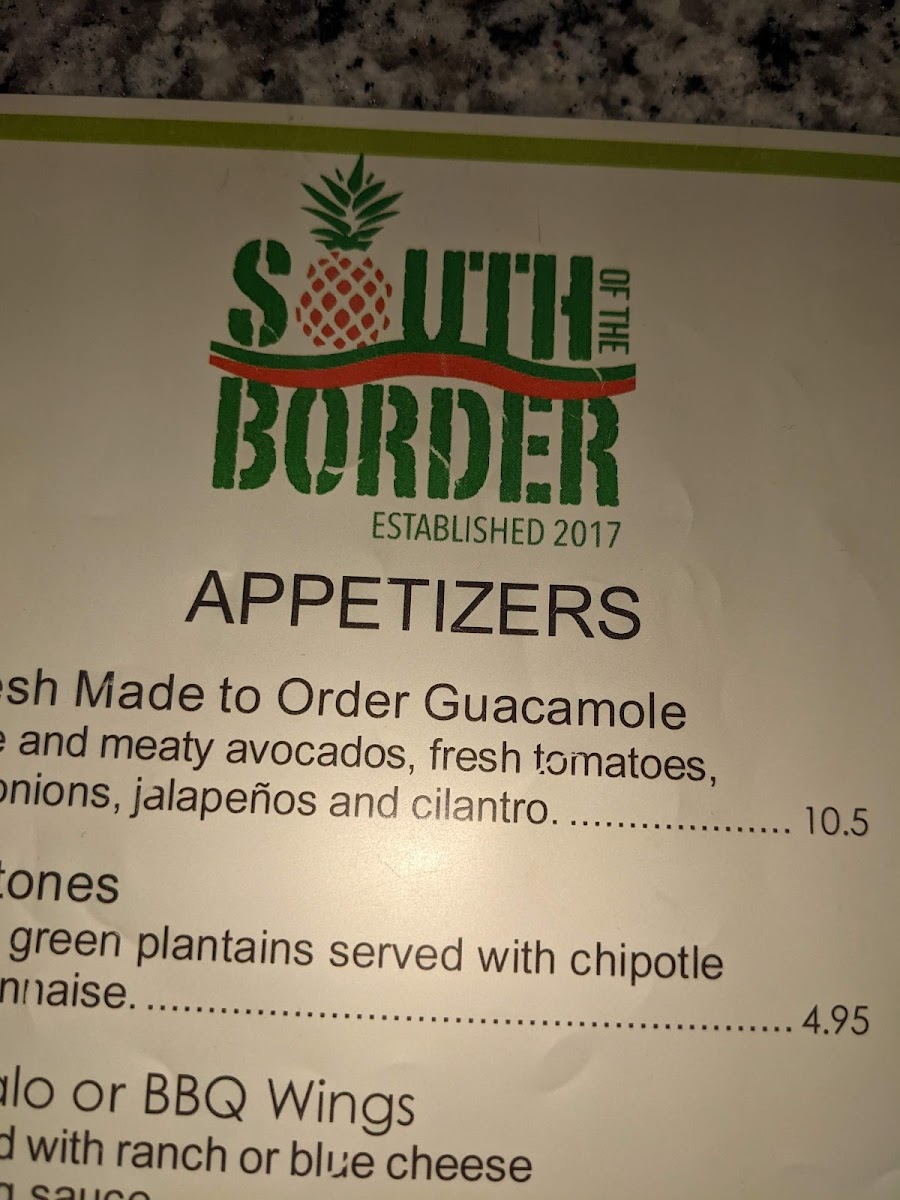 SOUTH OF THE
BORDER
ESTABLISHED 2017
APPETIZERS
esh Made to Order Guacamole
e and meaty avocados, fresh tomatoes,
onions, jalapeños and cilantro. ................... 10.5
tones
green plantains served with chipotle
nnaise. ...................................................... 4.95
alo or BBQ Wings
d with ranch or blue cheese
g sauce